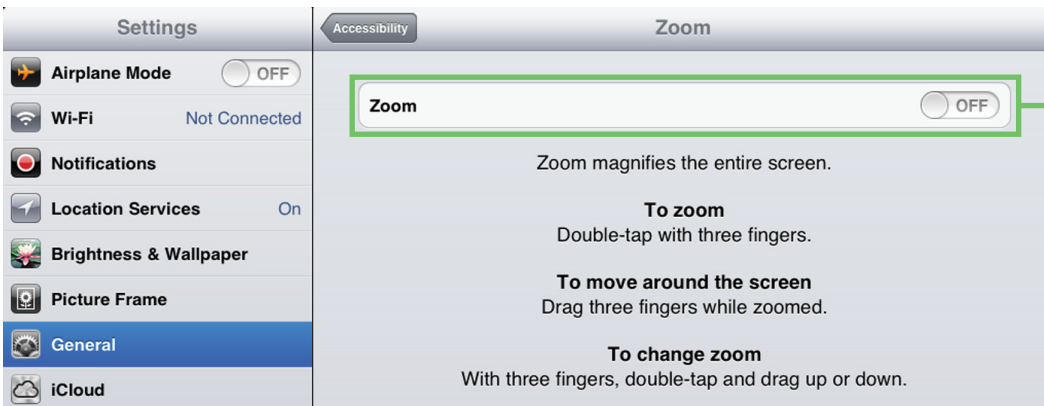 Settings
Airplane Mode OFF
Wi-Fi Not Connected
Notifications
Location Services On
Brightness & Wallpaper
Picture Frame
General
iCloud
Accessibility Zoom
Zoom OFF
Zoom magnifies the entire screen.
To zoom
Double-tap with three fingers.
To move around the screen
Drag three fingers while zoomed.
To change zoom
With three fingers, double-tap and drag up or down.